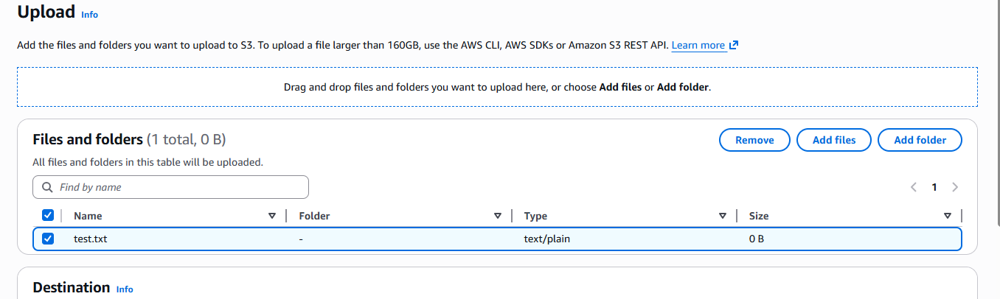 Upload Info
Add the files and folders you want to upload to S3. To upload a file larger than 160GB, use the AWS CLI, AWS SDKs or Amazon S3 REST API. Learn more
Drag and drop files and folders you want to upload here, or choose Add files or Add folder.
Files and folders (1 total, 0 B)
Remove Add files Add folder
All files and folders in this table will be uploaded.
Find by name
1
Name Folder Type Size
test.txt - text/plain 0 B
Destination Info